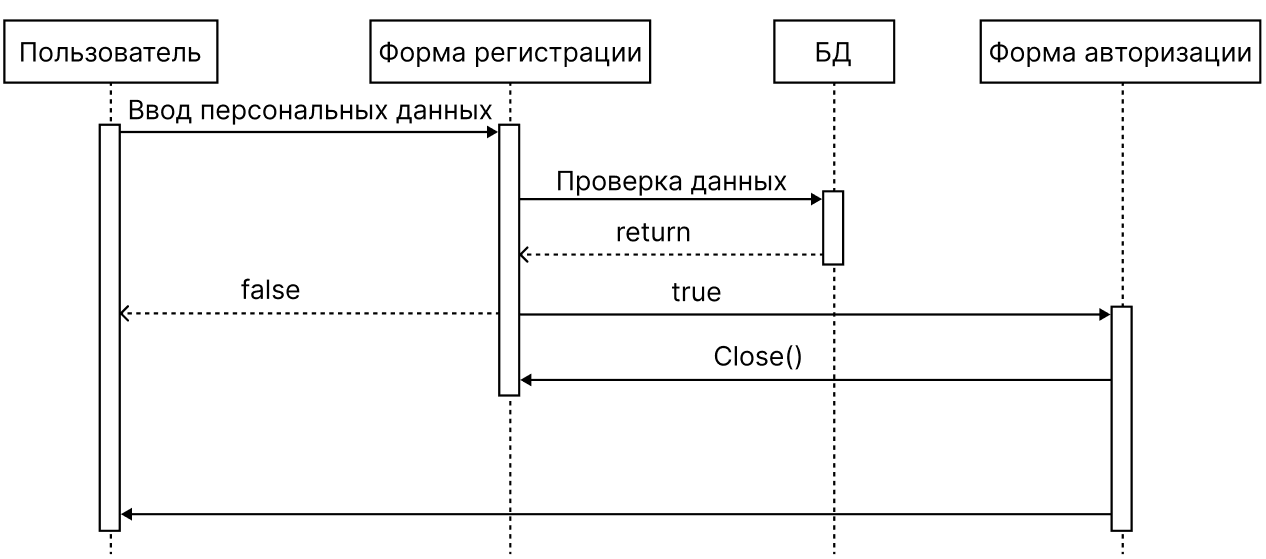 Пользователь
Форма регистрации
БД
Форма авторизации
Ввод персональных данных
Проверка данных
return
false
true
Close()